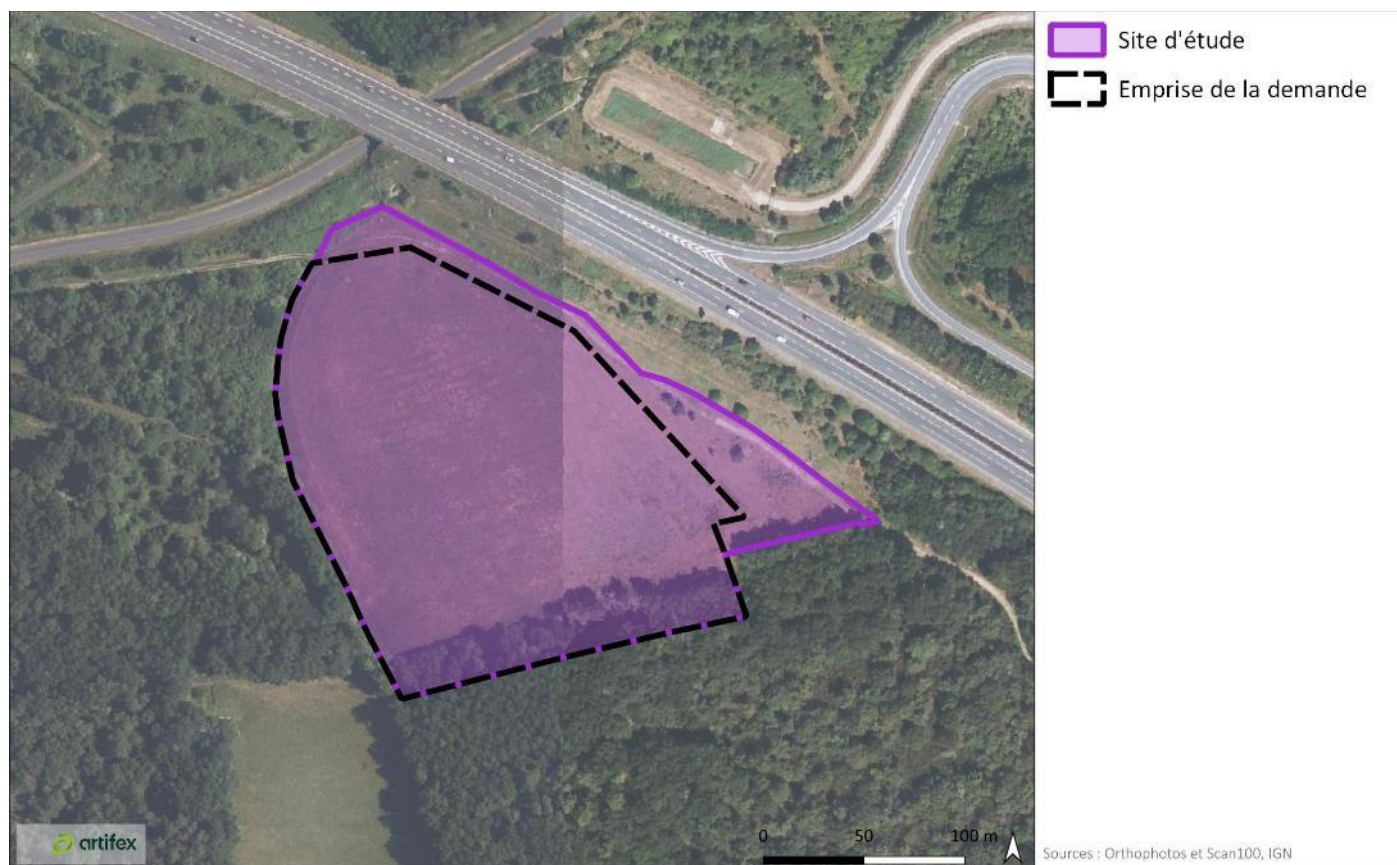 Site d'étude
Emprise de la demande
artifex
0 50 100 m
Sources : Orthophotos et Scan100, IGN